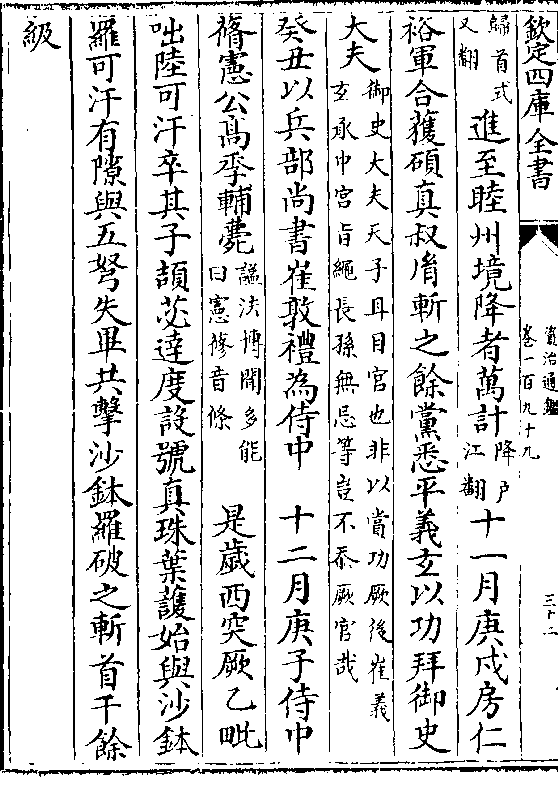 欽定四庫全書
資治通鑑
卷一百九十九
三十二
歸首式
又翻
進至睦州境降者萬計
降户
江翻
十一月庚戌房仁
裕軍合獲碩真叔胤斬之餘黨悉平義玄以功拜御史
大夫
御史大夫天子耳目官也非以當功厥後崔義
玄承中宮旨繩長孫無忌等豈不忝厥官哉
癸丑以兵部尚書崔敦禮為侍中 十二月庚子侍中
蓨憲公髙季輔薨
諡法博聞多能
曰憲蓨音條
是歲西突厥乙毗
咄陸可汗卒其子頡苾達度設號真珠葉護始與沙鉢
羅可汗有隙與五弩失畢共擊沙鉢羅破之斬首千餘
級